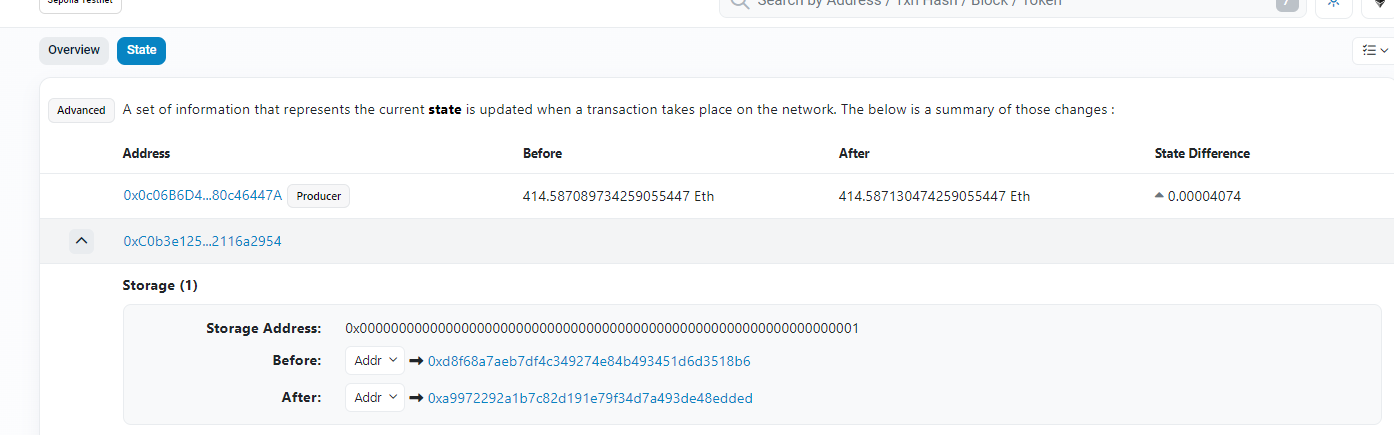 Sepolia Testnet
Search by Address / Txn Hash / Block / Token /
Overview State
Advanced A set of information that represents the current state is updated when a transaction takes place on the network. The below is a summary of those changes :
Address Before After State Difference
0x0c06B6D4...80c46447A Producer 414.587089734259055447 Eth 414.587130474259055447 Eth 0.00004074
0xC0b3e125...2116a2954
Storage (1)
Storage Address: 0x0000000000000000000000000000000000000000000000000000000000000001
Before: Addr 0xd8f68a7aeb7df4c349274e84b493451d6d3518b6
After: Addr 0xa9972292a1b7c82d191e79f34d7a493de48edded